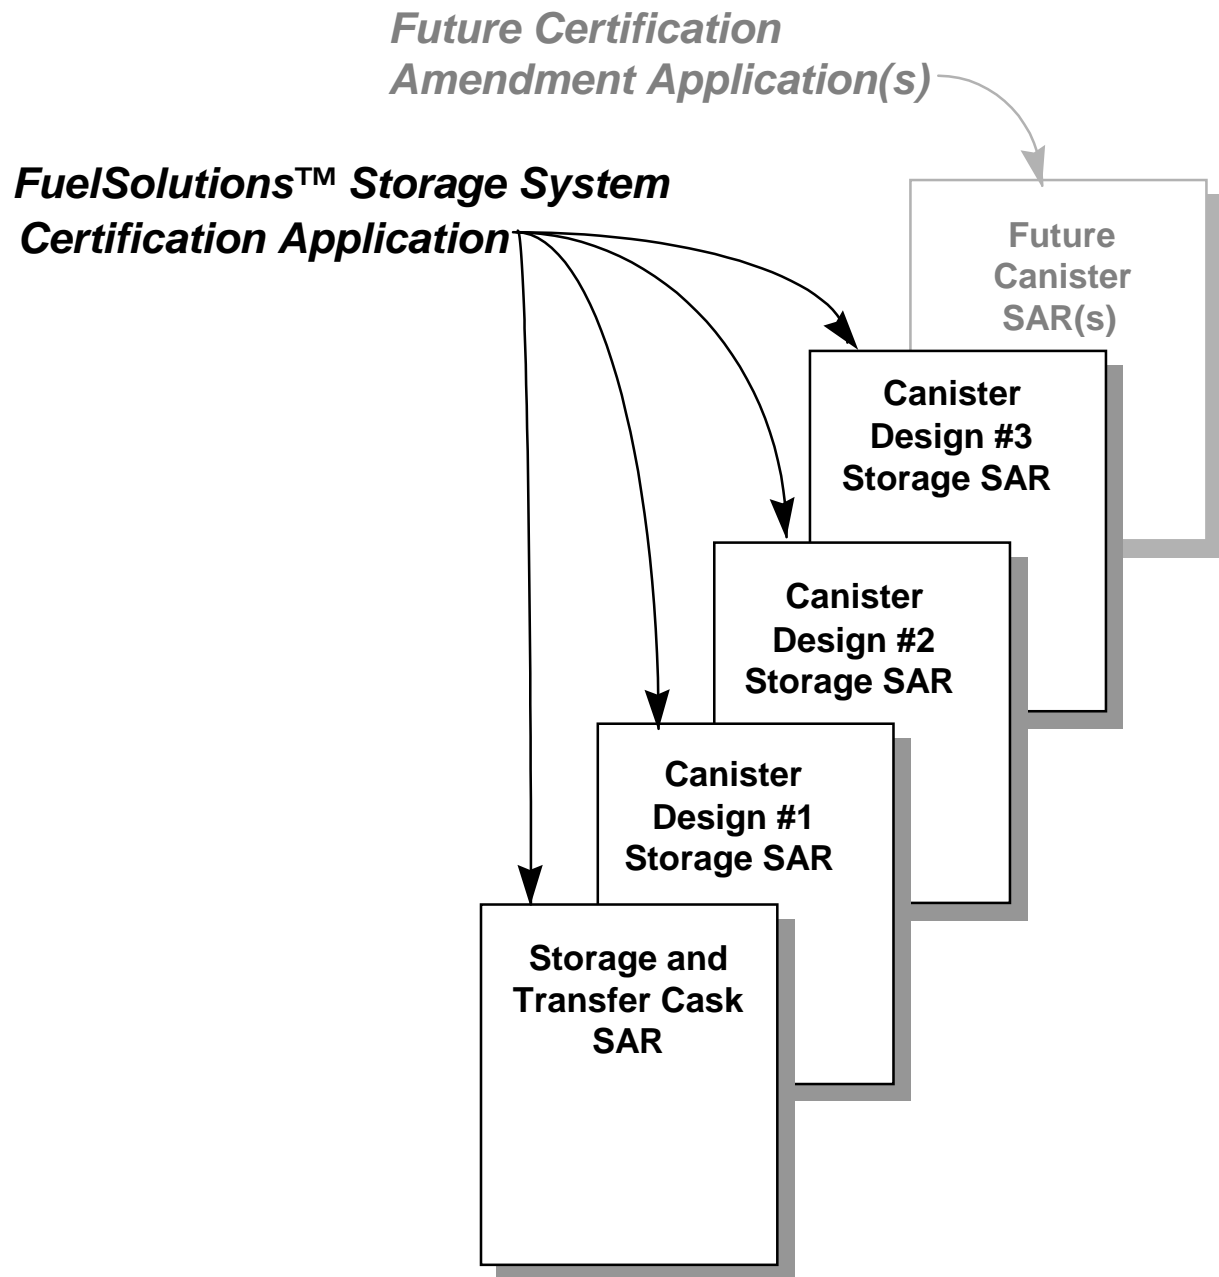 Future Certification
Amendment Application(s)
FuelSolutions™ Storage System
Certification Application
Future
Canister
SAR(s)
Canister
Design #3
Storage SAR
Canister
Design #2
Storage SAR
Canister
Design #1
Storage SAR
Storage and
Transfer Cask
SAR